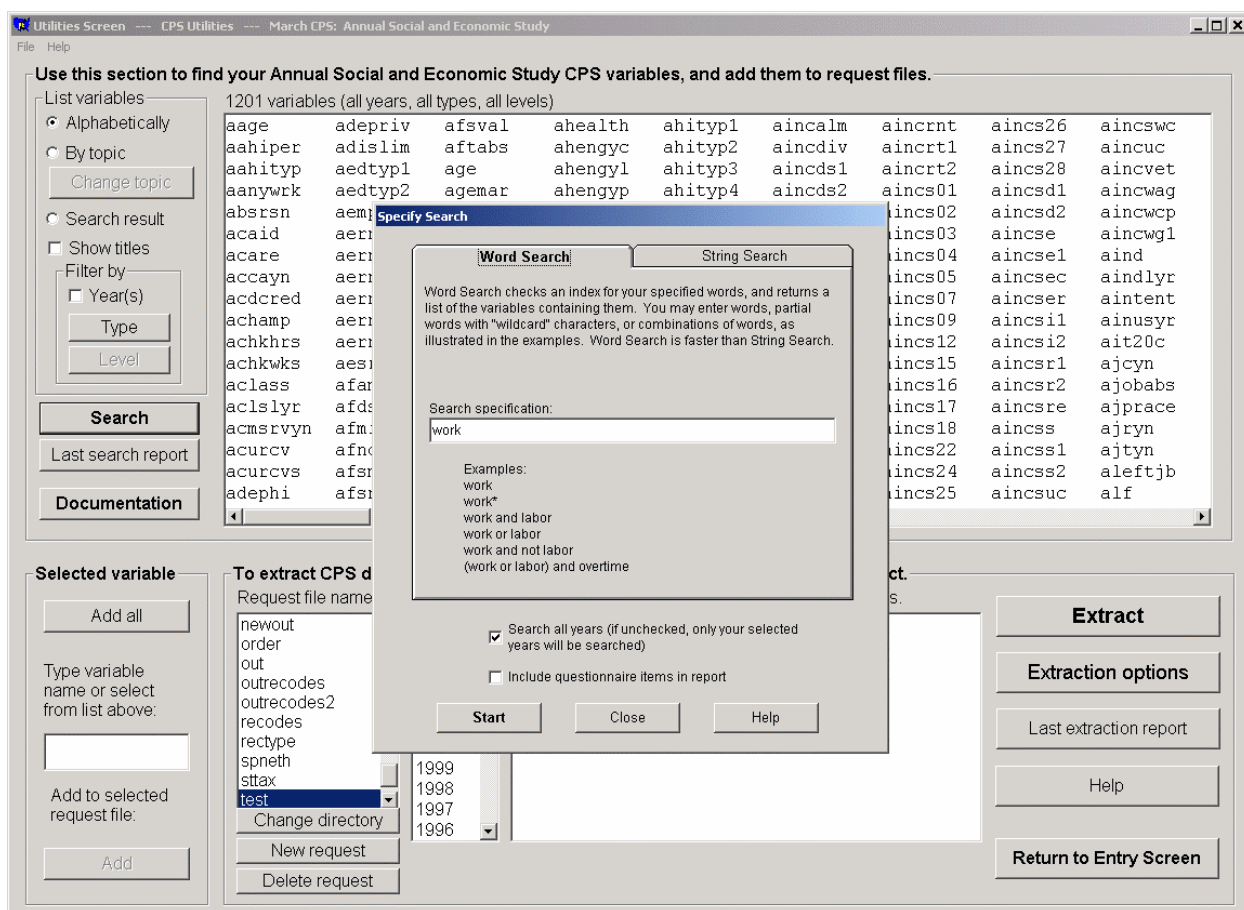 Utilities Screen --- CPS Utilities --- March CPS: Annual Social and Economic Study
File Help
Use this section to find your Annual Social and Economic Study CPS variables, and add them to request files.
List variables
Alphabetically
By topic
Change topic
Search result
Show titles
Filter by
Year(s)
Type
Level
Search
Last search report
Documentation
1201 variables (all years, all types, all levels)
aage adepriv afsval ahealth ahityp1 aincalm aincrnt aincs26 aincswc
aahiper adislim aftabs ahengyc ahityp2 aincdiv aincrt1 aincs27 aincuc
aahityp aedtyp1 age ahengyl ahityp3 aincds1 aincrt2 aincs28 aincvet
aanywrk aedtyp2 agemar ahengyp ahityp4 aincds2 aincs01 aincsd1 aincwag
absrsn aincs02 aincsd2 aincwcp
acaid aincs03 aincse aincwg1
acare aincs04 aincse1 aind
accayn aincs05 aincsec aindlyr
acdcred aincs07 aincser aintent
achamp aincs09 aincsi1 ainusyr
achkhrs aincs12 aincsi2 ait20c
achkwks aincs15 aincsr1 ajcyn
aclass aincs16 aincsr2 ajobabs
aclslyr aincs17 aincsre ajprace
acmsrvyn aincs18 aincss ajryn
acurcv aincs22 aincss1 ajtyn
acurcvs aincs24 aincss2 aleftjb
adephi aincs25 aincsuc alf
Specify Search
Word Search String Search
Word Search checks an index for your specified words, and returns a
list of the variables containing them. You may enter words, partial
words with "wildcard" characters, or combinations of words, as
illustrated in the examples. Word Search is faster than String Search.
Search specification:
work
Examples:
work
work*
work and labor
work or labor
work and not labor
(work or labor) and overtime
Search all years (if unchecked, only your selected
years will be searched)
Include questionnaire items in report
Start Close Help
Selected variable
Add all
Type variable
name or select
from list above:
Add to selected
request file:
Add
To extract CPS d
ct.
Request file name
s.
newout
order
out
outrecodes
outrecodes2
recodes
rectype
spneth
sttax
test
Change directory
New request
Delete request
1999
1998
1997
1996
Extract
Extraction options
Last extraction report
Help
Return to Entry Screen